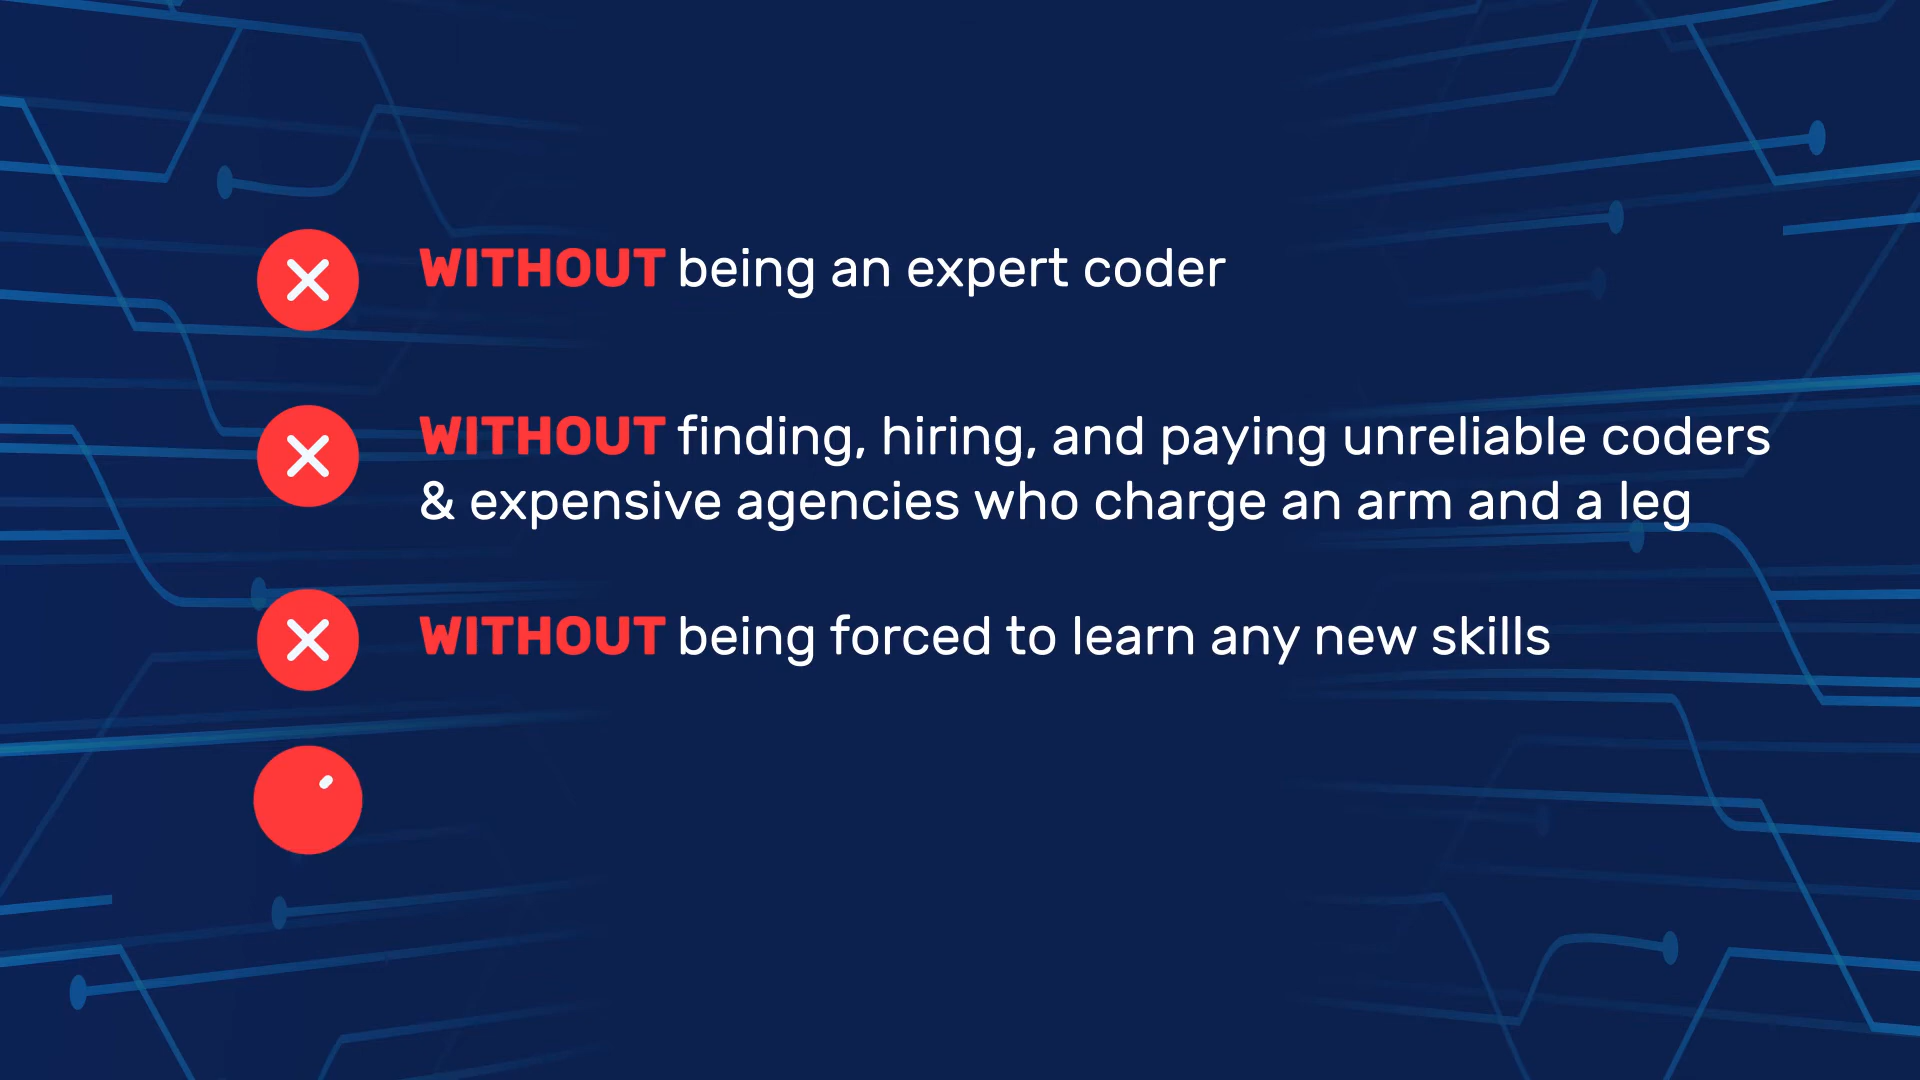 WITHOUT being an expert coder
WITHOUT finding, hiring, and paying unreliable coders
& expensive agencies who charge an arm and a leg
WITHOUT being forced to learn any new skills